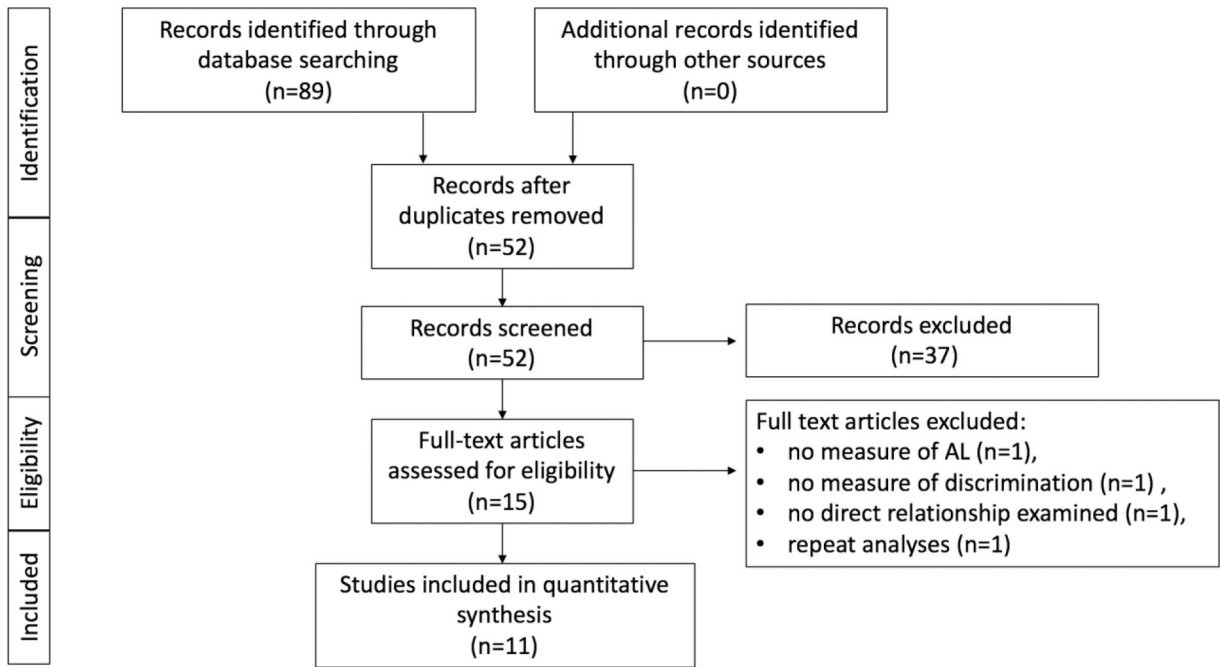 Identification
Records identified through
database searching
(n=89)
Additional records identified
through other sources
(n=0)
Records after
duplicates removed
(n=52)
Screening
Records screened
(n=52)
Records excluded
(n=37)
Eligibility
Full-text articles
assessed for eligibility
(n=15)
Full text articles excluded:
• no measure of AL (n=1),
• no measure of discrimination (n=1) ,
• no direct relationship examined (n=1),
• repeat analyses (n=1)
Included
Studies included in quantitative
synthesis
(n=11)